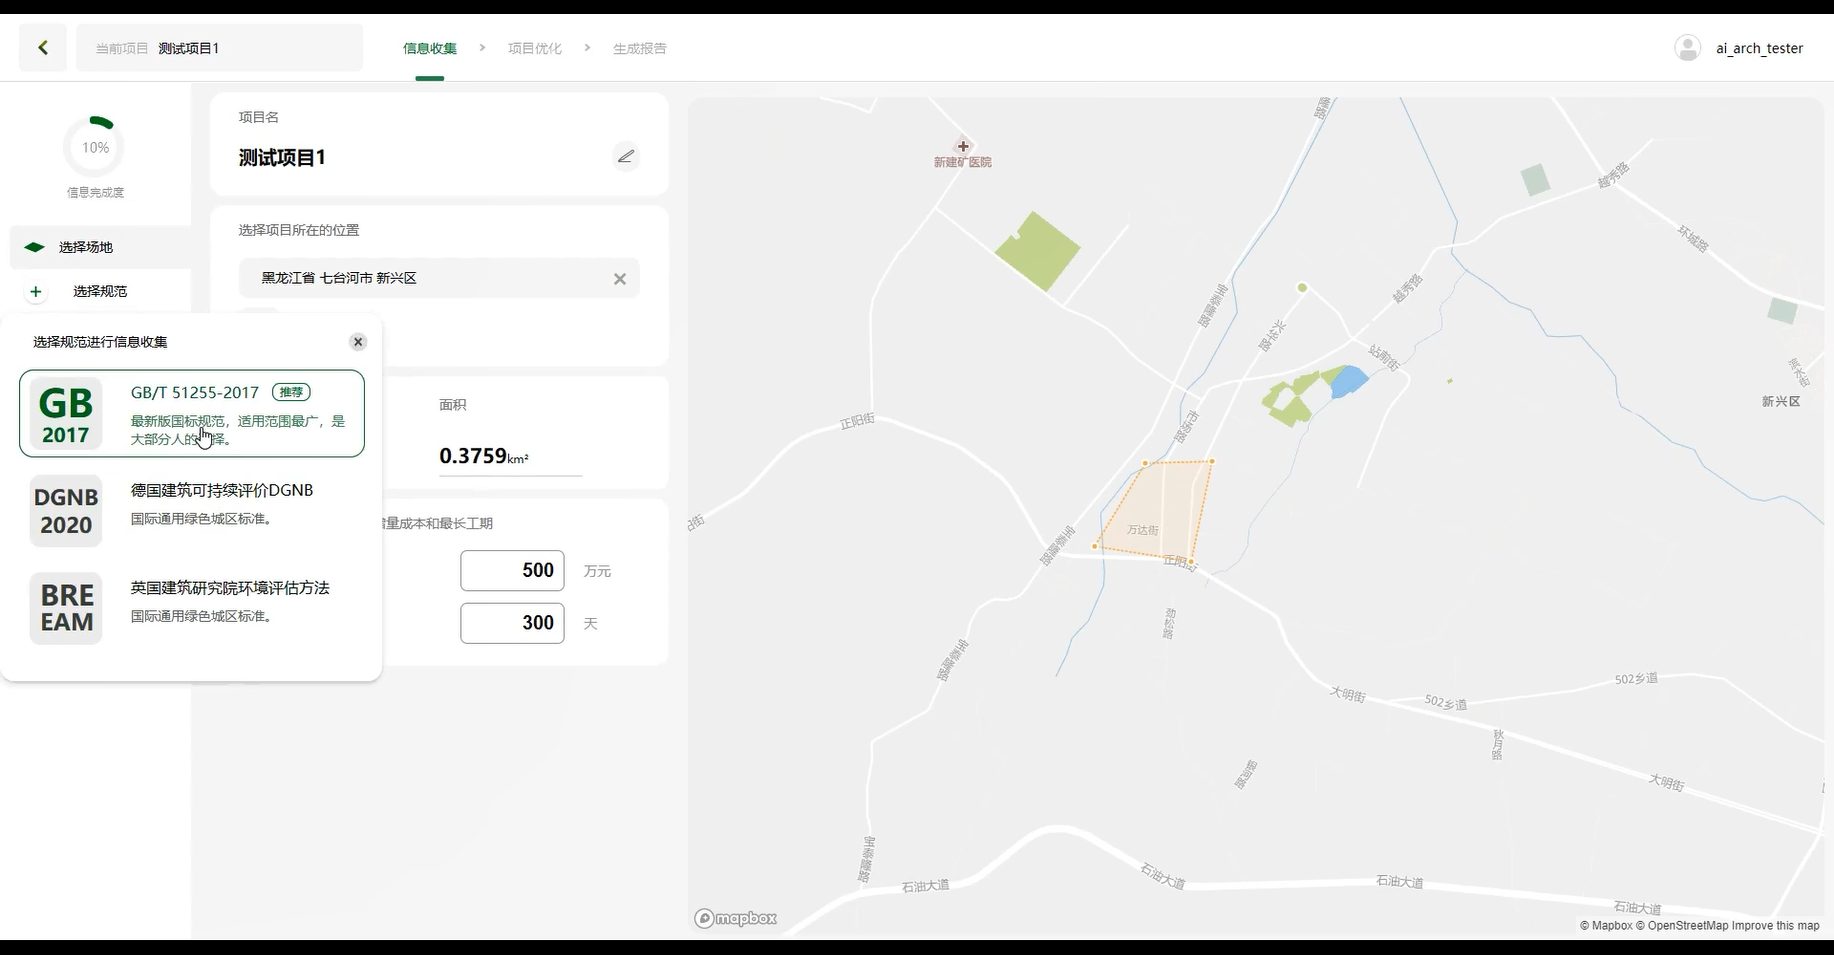 当前项目 测试项目1
信息收集 > 项目优化 > 生成报告
ai_arch_tester
10%
信息完成度
选择场地
+ 选择规范
项目名
测试项目1
选择项目所在的位置
黑龙江省 七台河市 新兴区
选择规范进行信息收集
GB
2017
GB/T 51255-2017 推荐
最新版国标规范，适用范围最广，是
大部分人的择。
DGNB
2020
德国建筑可持续评价DGNB
国际通用绿色城区标准。
BRE
EAM
英国建筑研究院环境评估方法
国际通用绿色城区标准。
面积
0.3759km²
量成本和最长工期
500 万元
300 天
新建矿医院
越秀路
环城路
越秀路
长兴路
站前街
新兴区
正阳街
万达街
正阳街
大明街
502乡道
502乡道
秋月路
大明街
石油大道
石油大道
石油大道
石油大道
mapbox
© Mapbox © OpenStreetMap Improve this map